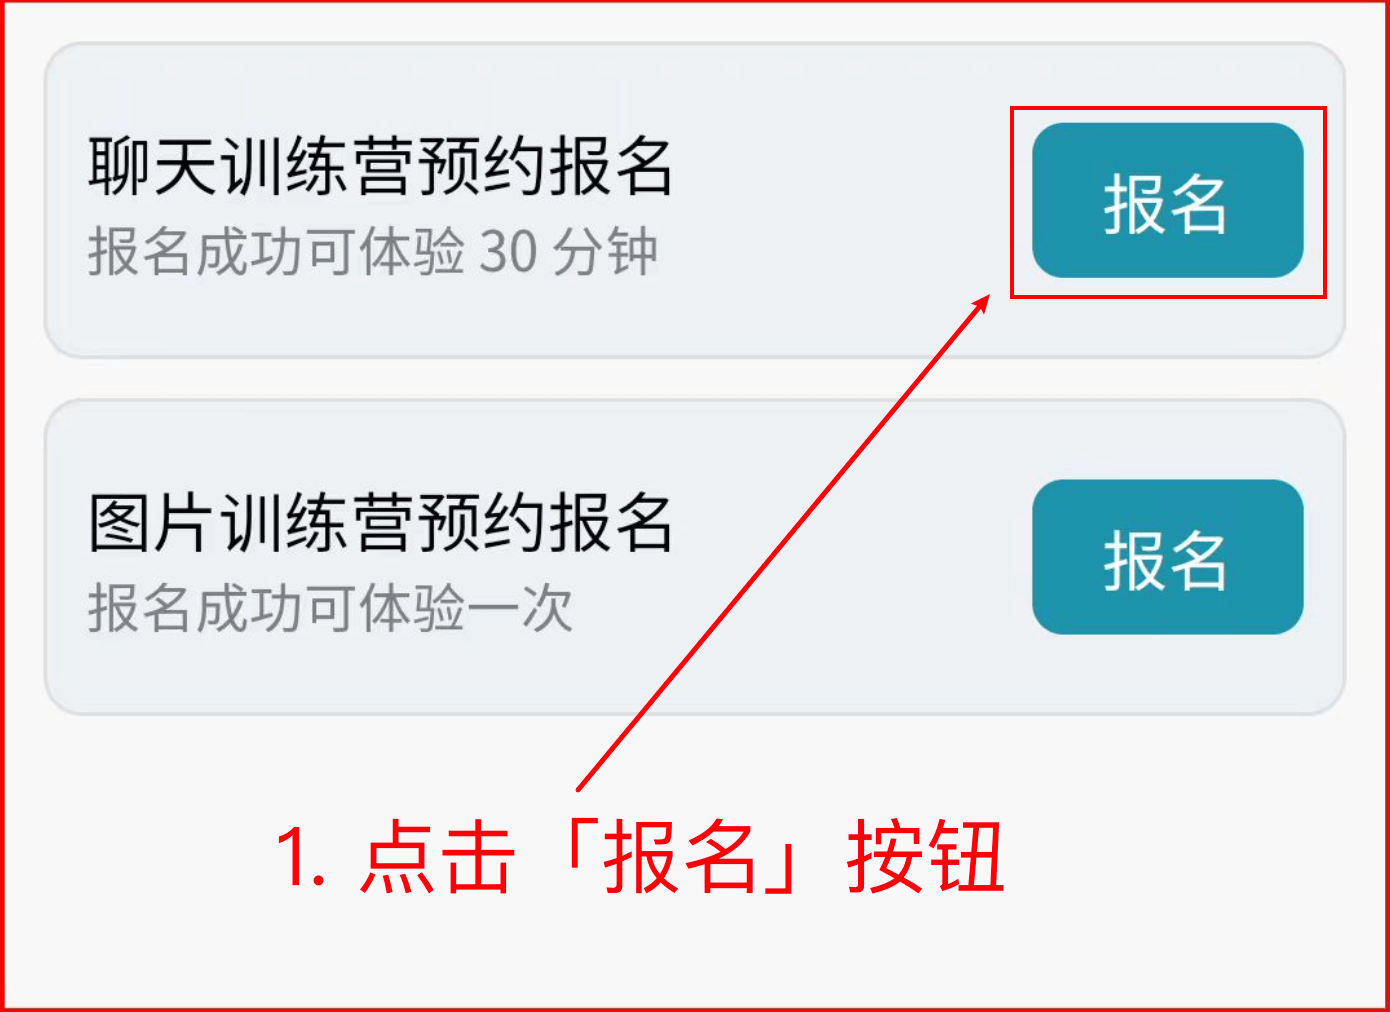 聊天训练营预约报名
报名成功可体验 30 分钟
报名
图片训练营预约报名
报名成功可体验一次
报名
1. 点击「报名」按钮